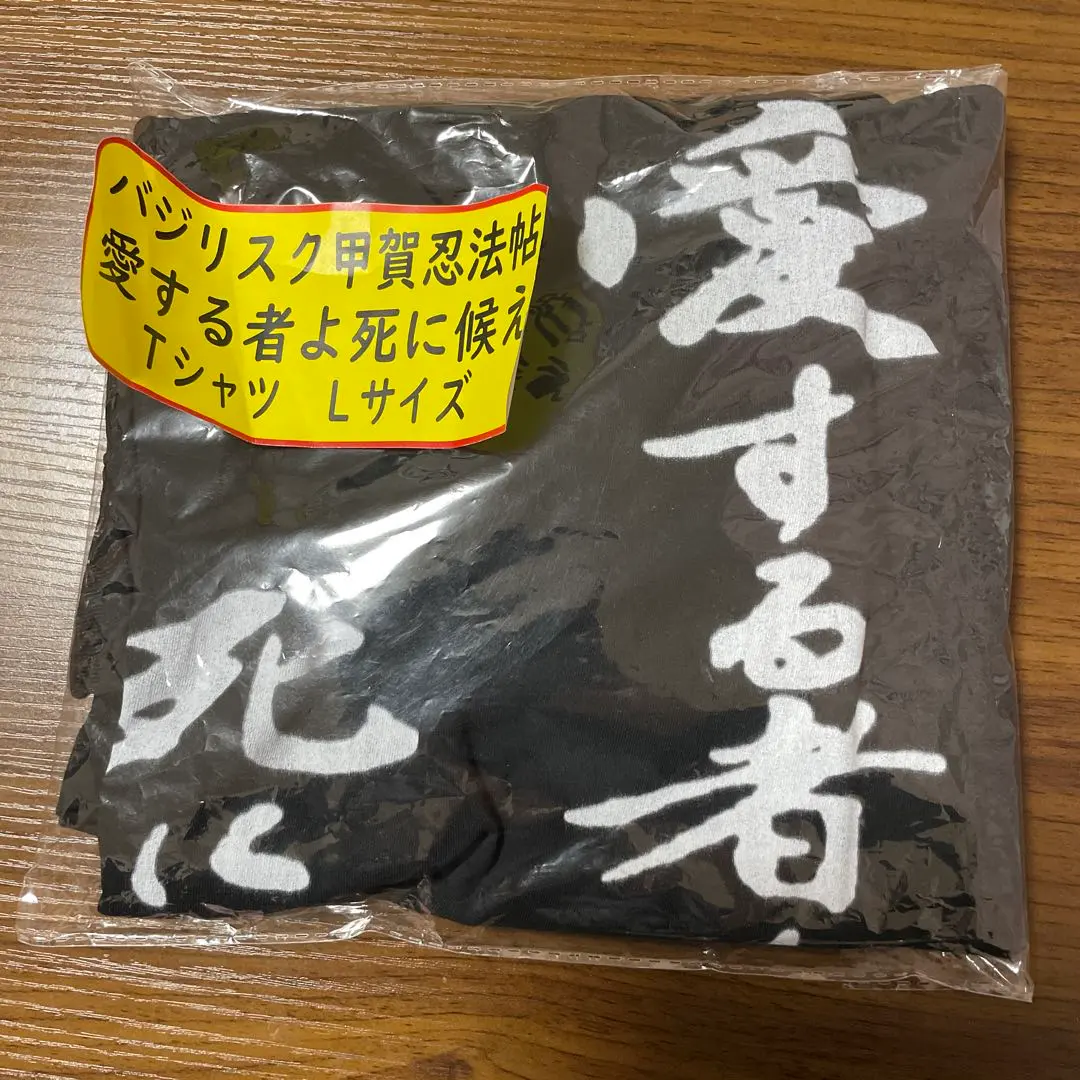 バジリスク甲賀忍法帖
愛する者よ死に候え
Tシャツ Lサイズ
愛する者
死に